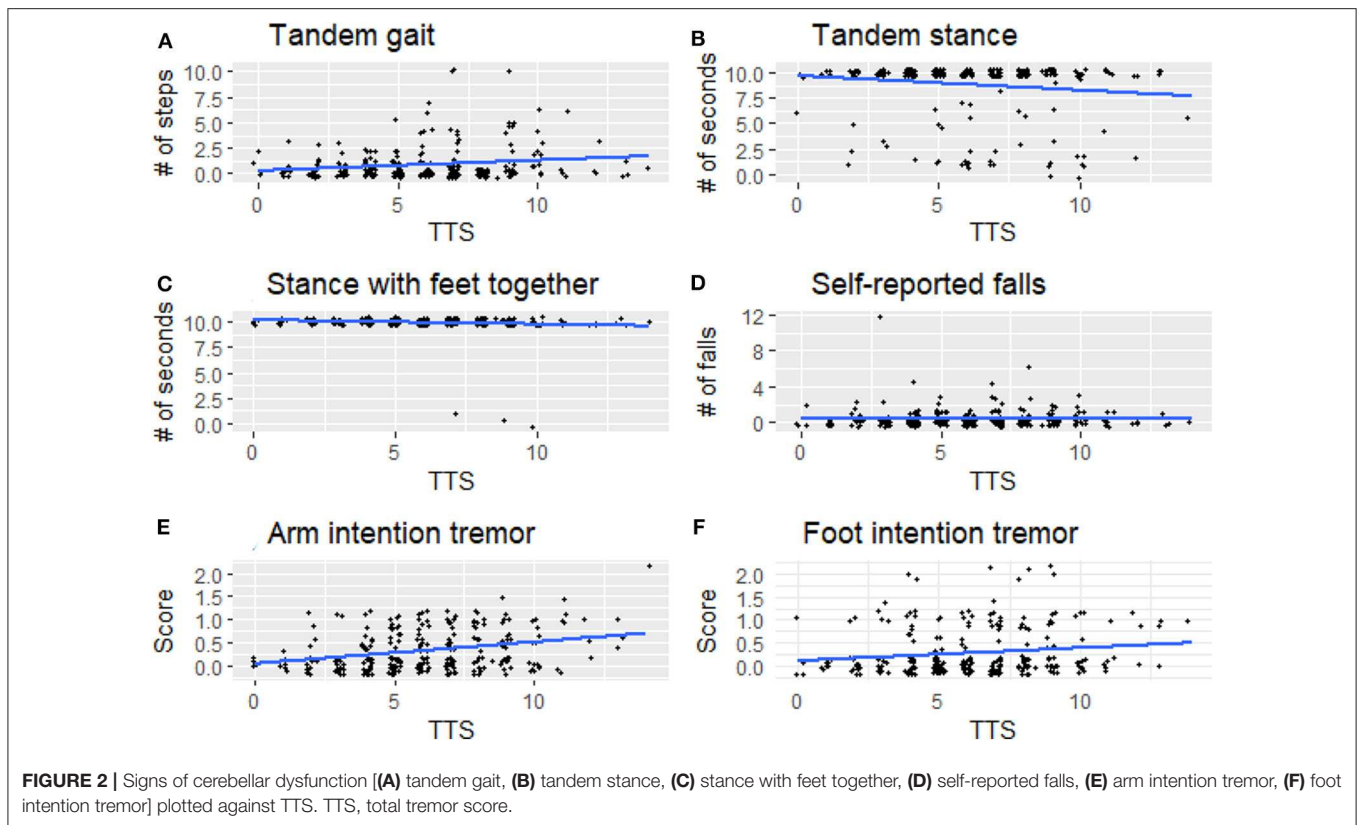 A Tandem gait
# of steps
10.0
7.5
5.0
2.5
0.0
0 5 10
TTS
B Tandem stance
# of seconds
10.0
7.5
5.0
2.5
0.0
0 5 10
TTS
C Stance with feet together
# of seconds
10.0
7.5
5.0
2.5
0.0
0 5 10
TTS
D Self-reported falls
# of falls
12
8
4
0
0 5 10
TTS
E Arm intention tremor
Score
2.0
1.5
1.0
0.5
0.0
0 5 10
TTS
F Foot intention tremor
Score
2.0
1.5
1.0
0.5
0.0
0 5 10
TTS
FIGURE 2 | Signs of cerebellar dysfunction [(A) tandem gait, (B) tandem stance, (C) stance with feet together, (D) self-reported falls, (E) arm intention tremor, (F) foot
intention tremor] plotted against TTS. TTS, total tremor score.